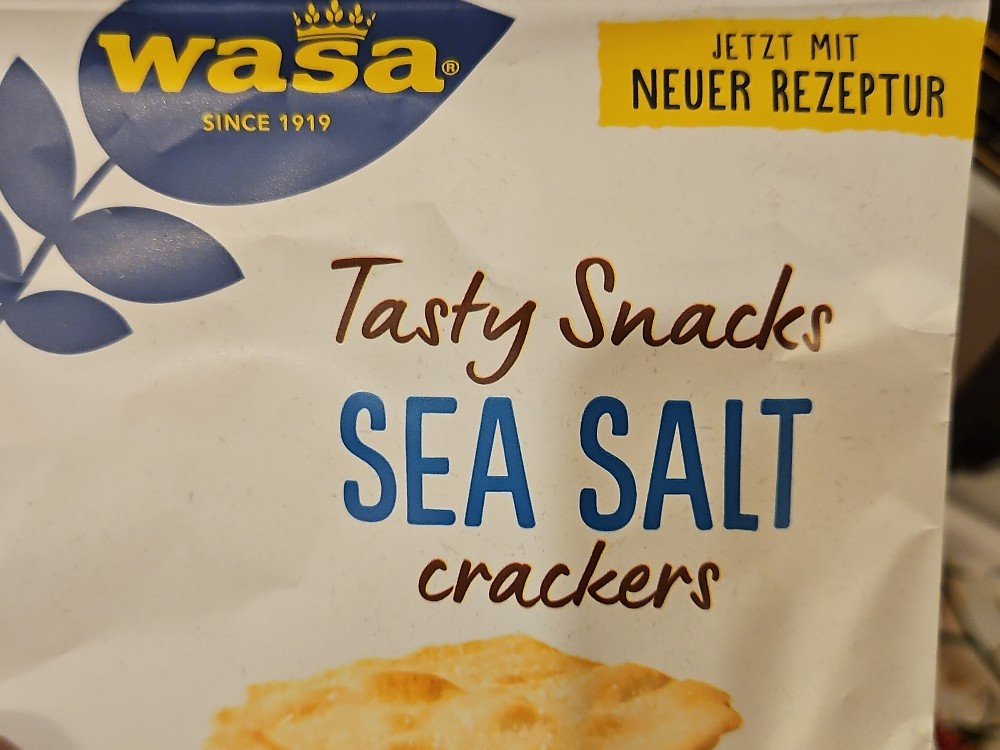 wasa®
SINCE 1919
JETZT MIT
NEUER REZEPTUR
Tasty Snacks
SEA SALT
crackers